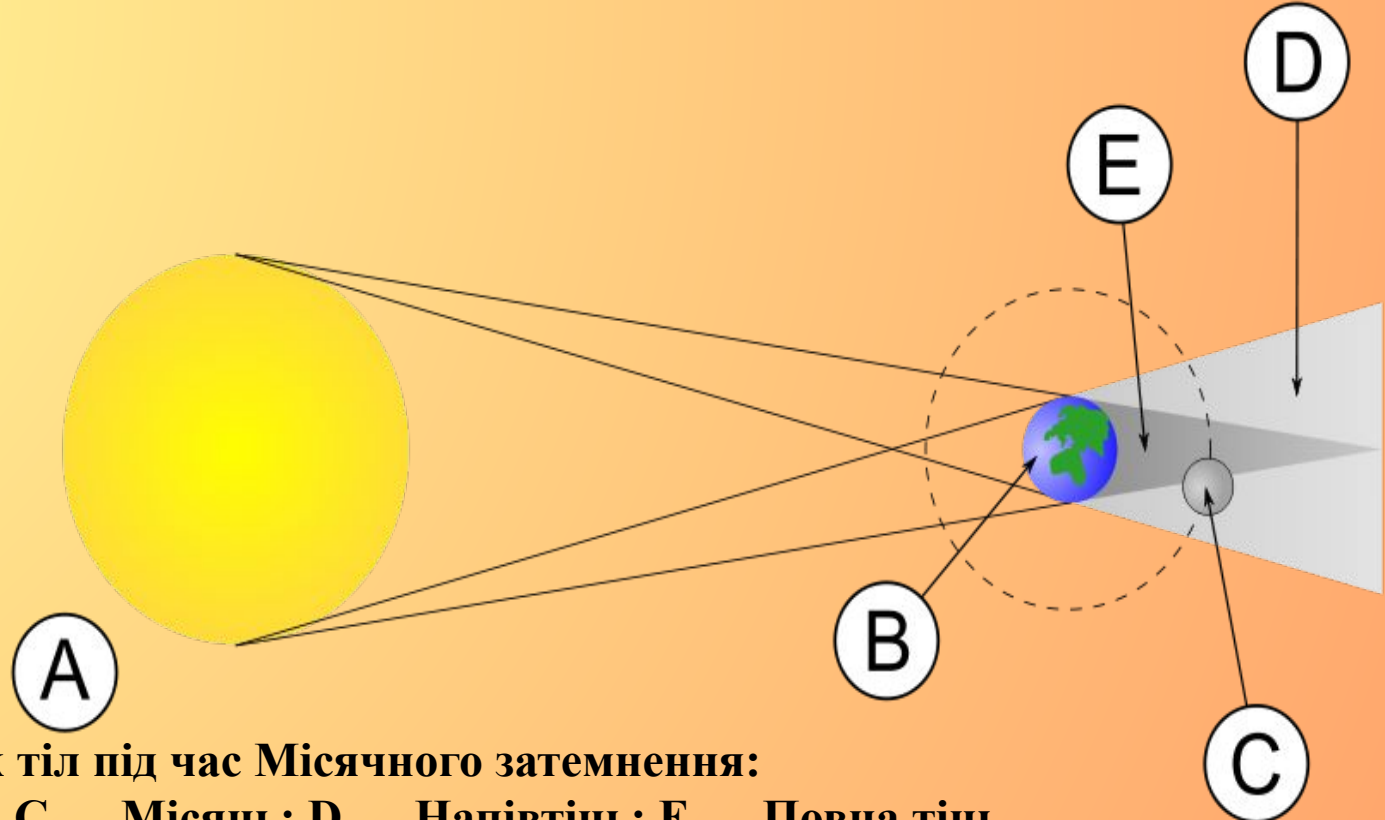 D
E
B
A
C
тіл під час Місячного затемнення:
C — Місяць; D — Напівтінь; E — Повна тінь